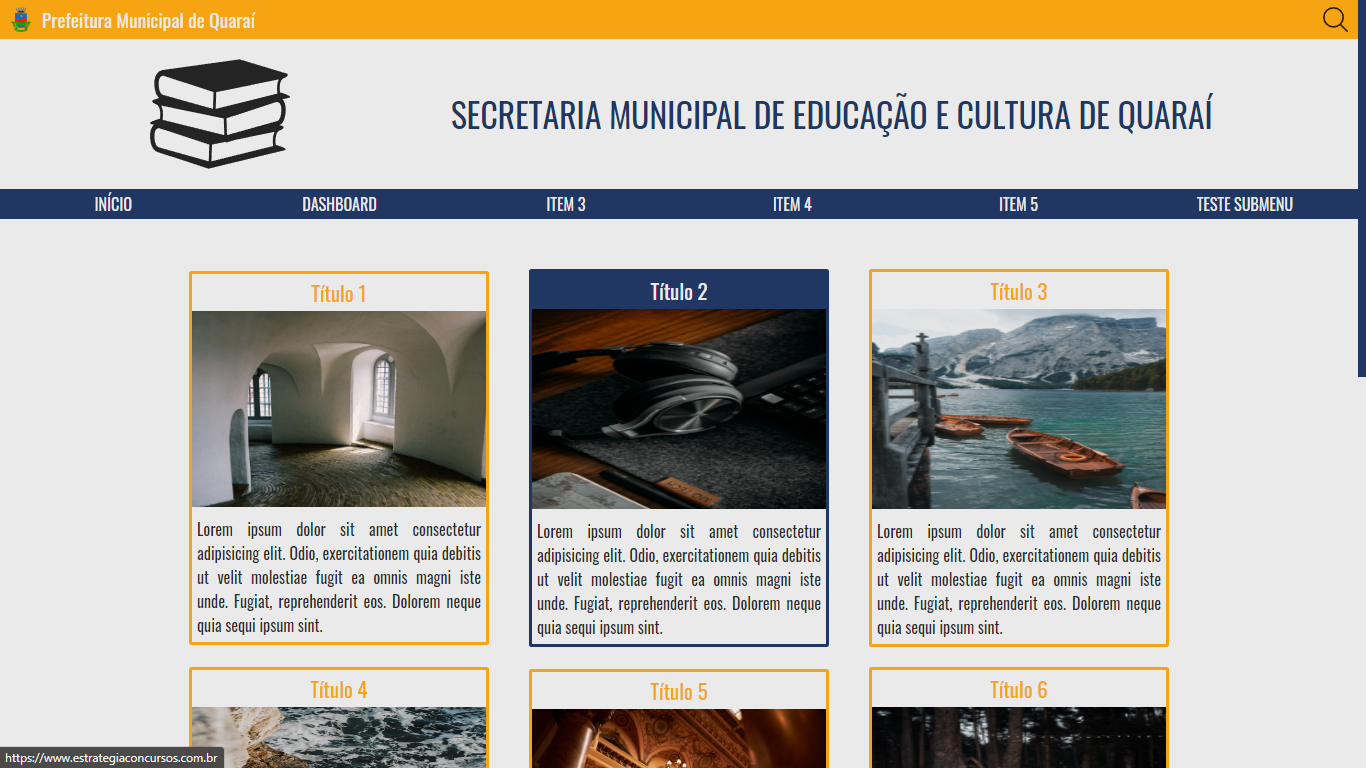 Prefeitura Municipal de Quaraí
SECRETARIA MUNICIPAL DE EDUCAÇÃO E CULTURA DE QUARAÍ
INÍCIO DASHBOARD ITEM 3 ITEM 4 ITEM 5 TESTE SUBMENU
Título 1
Lorem ipsum dolor sit amet consectetur
adipisicing elit. Odio, exercitationem quia debitis
ut velit molestiae fugit ea omnis magni iste
unde. Fugiat, reprehenderit eos. Dolorem neque
quia sequi ipsum sint.
Título 2
Lorem ipsum dolor sit amet consectetur
adipisicing elit. Odio, exercitationem quia debitis
ut velit molestiae fugit ea omnis magni iste
unde. Fugiat, reprehenderit eos. Dolorem neque
quia sequi ipsum sint.
Título 3
Lorem ipsum dolor sit amet consectetur
adipisicing elit. Odio, exercitationem quia debitis
ut velit molestiae fugit ea omnis magni iste
unde. Fugiat, reprehenderit eos. Dolorem neque
quia sequi ipsum sint.
Título 4
Título 5
Título 6
https://www.estrategiaconcursos.com.br